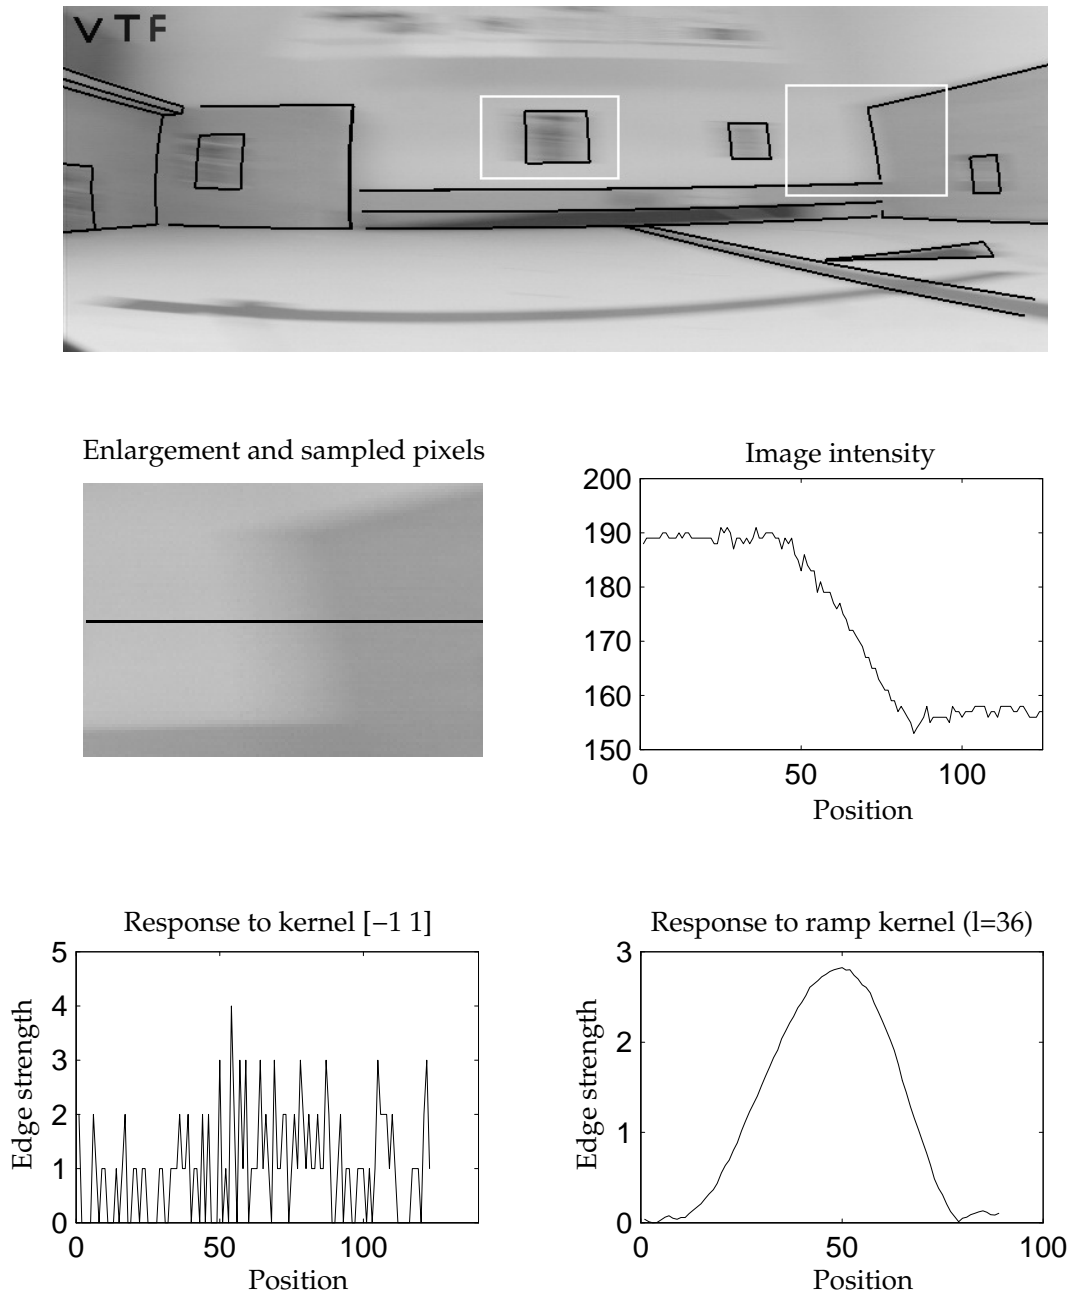 VTF
Enlargement and sampled pixels
Image intensity
200
190
180
170
160
150
0 50 100
Position
Response to kernel [−1 1]
Edge strength
5
4
3
2
1
0
0 50 100
Position
Response to ramp kernel (l=36)
Edge strength
3
2
1
0
0 50 100
Position